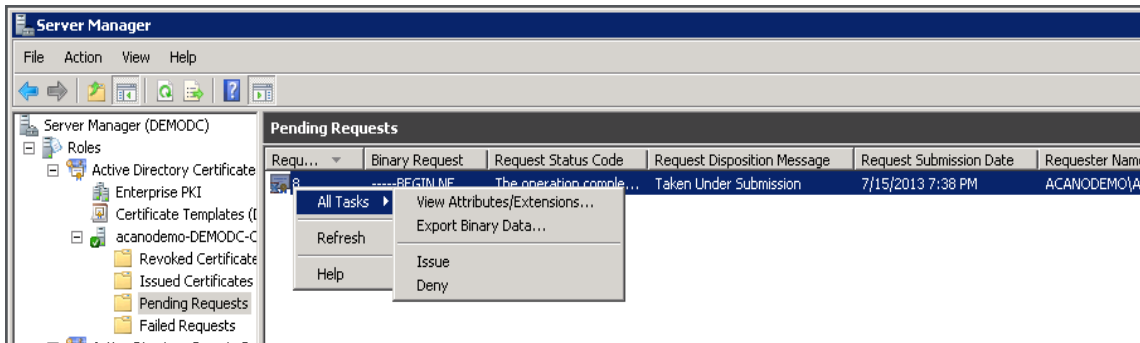 Server Manager
File Action View Help
Server Manager (DEMODC)
Roles
Active Directory Certificate
Enterprise PKI
Certificate Templates (
acanodemo-DEMODC-C
Revoked Certificate
Issued Certificates
Pending Requests
Failed Requests
Pending Requests
Requ... Binary Request Request Status Code Request Disposition Message Request Submission Date Requester Nam
8 -----BEGIN NE... The operation comple... Taken Under Submission 7/15/2013 7:38 PM ACANODEMO\A
All Tasks
Refresh
Help
View Attributes/Extensions...
Export Binary Data...
Issue
Deny